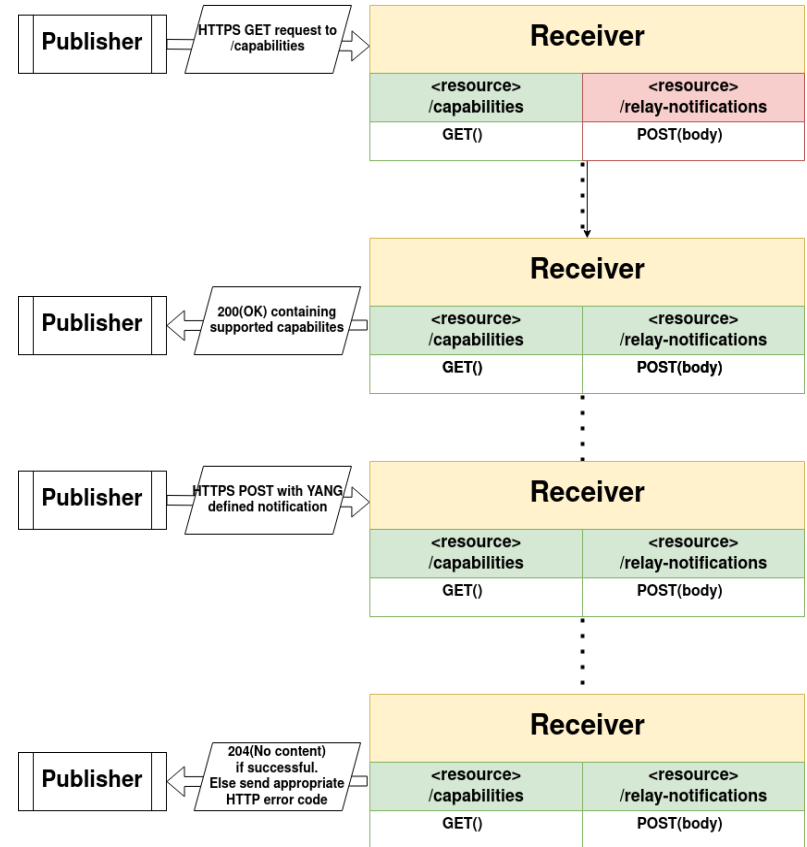 Publisher
HTTPS GET request to
/capabilities
Receiver
<resource>
/capabilities
<resource>
/relay-notifications
GET()
POST(body)
Receiver
Publisher
200(OK) containing
supported capabilites
<resource>
/capabilities
<resource>
/relay-notifications
GET()
POST(body)
Receiver
Publisher
HTTPS POST with YANG
defined notification
<resource>
/capabilities
<resource>
/relay-notifications
GET()
POST(body)
Receiver
Publisher
204(No content)
if successful.
Else send appropriate
HTTP error code
<resource>
/capabilities
<resource>
/relay-notifications
GET()
POST(body)